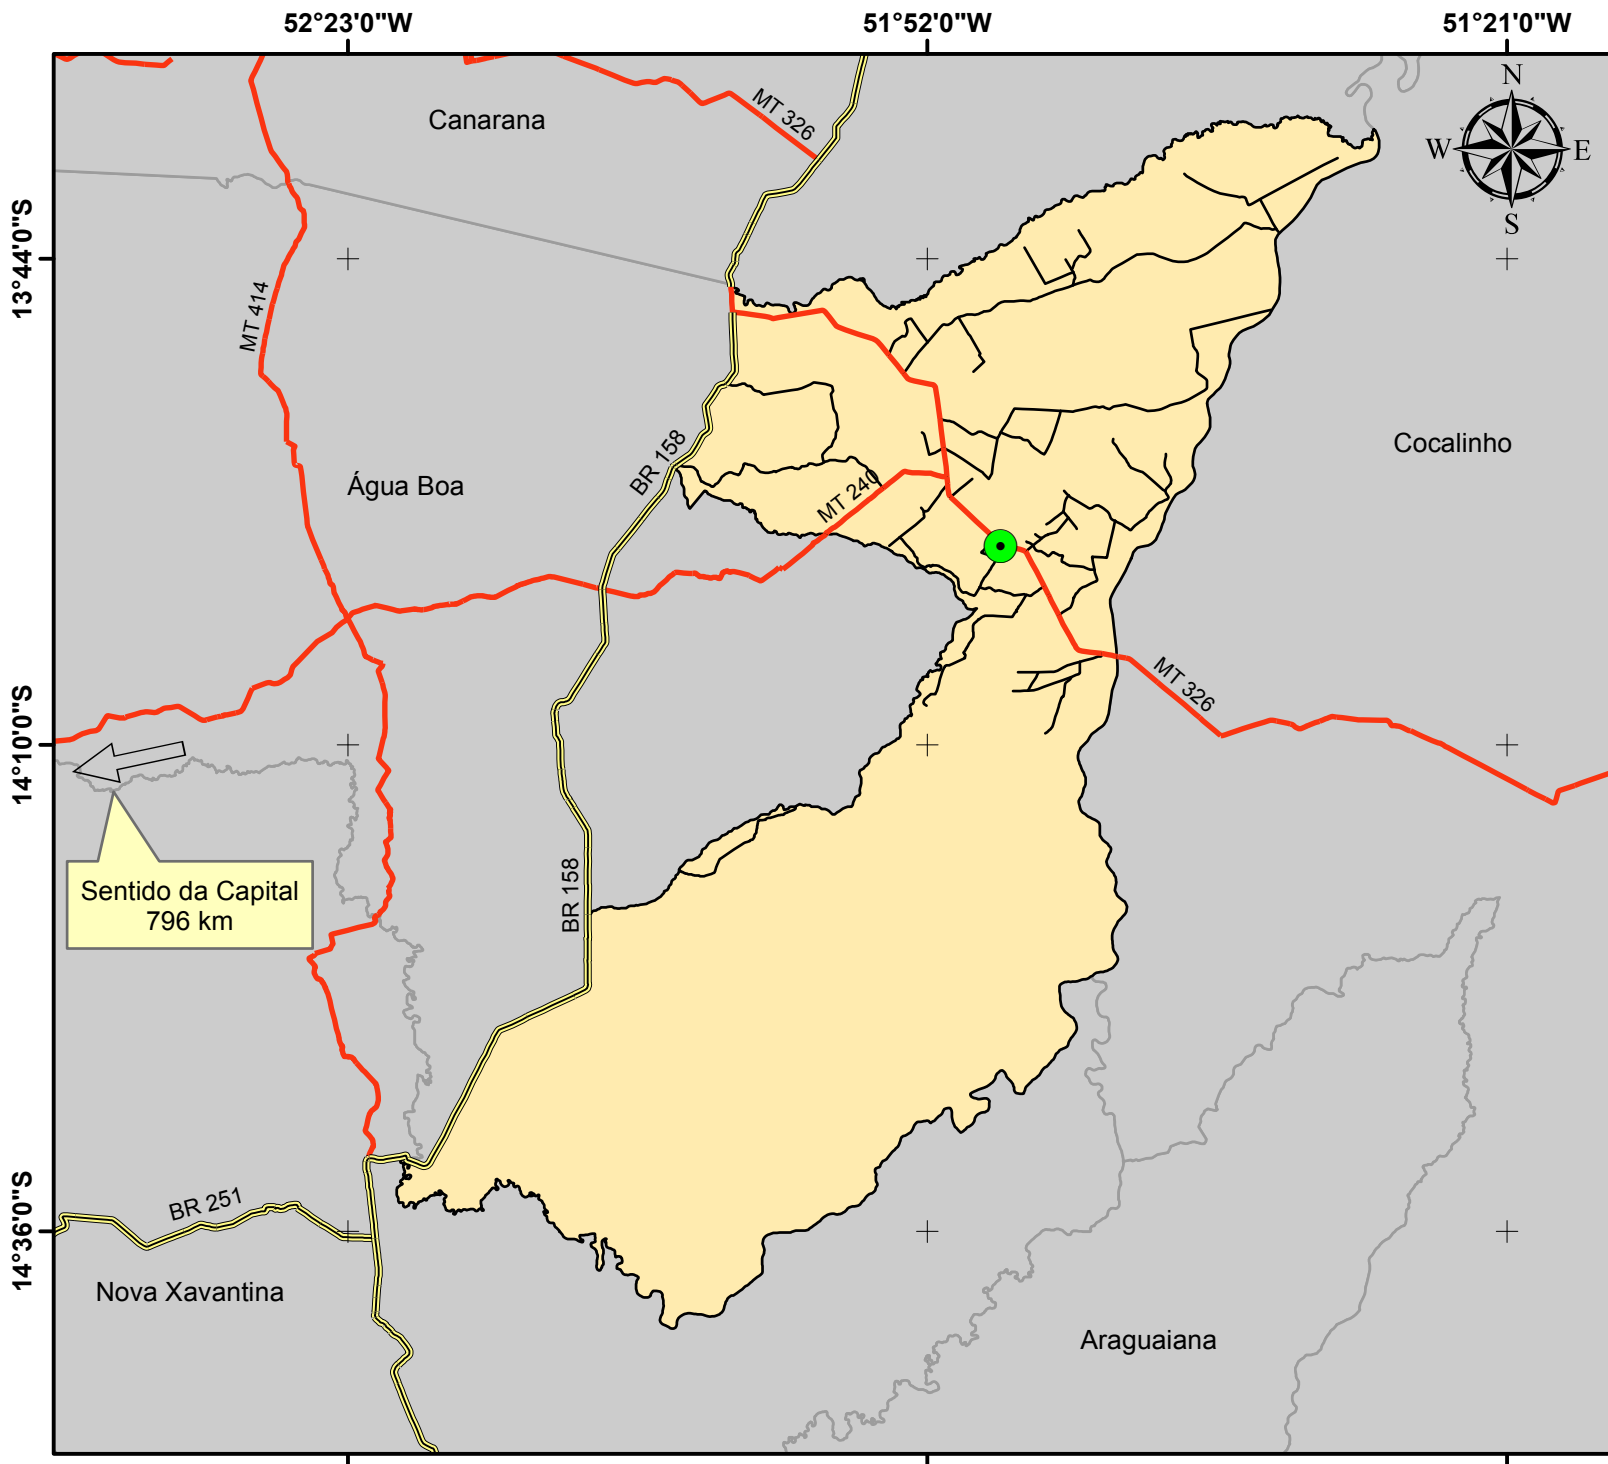 52°23'0"W
51°52'0"W
51°21'0"W
N
W
E
S
Canarana
MT 326
13°44'0"S
MT 414
BR 158
Água Boa
MT 240
Cocalinho
MT 326
14°10'0"S
Sentido da Capital
796 km
BR 158
14°36'0"S
BR 251
Nova Xavantina
Araguaiana